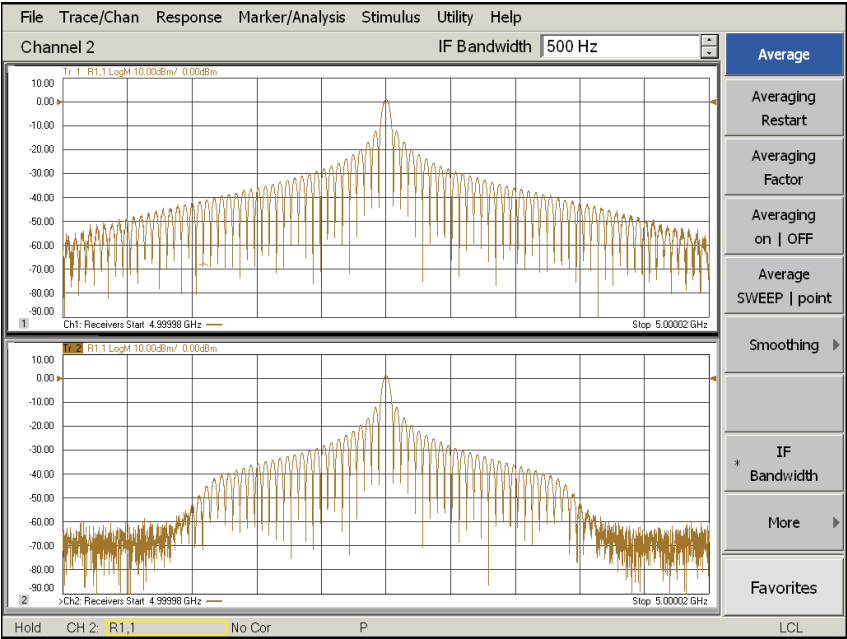 File Trace/Chan Response Marker/Analysis Stimulus Utility Help
Channel 2 IF Bandwidth 500 Hz
Average
Averaging
Restart
Averaging
Factor
Averaging
on | OFF
Average
SWEEP | point
Smoothing
IF
* Bandwidth
More
Favorites
Tr 1 R1,1 LogM 10.00dBm/ 0.00dBm
10.00
0.00
-10.00
-20.00
-30.00
-40.00
-50.00
-60.00
-70.00
-80.00
-90.00
1 Ch1: Receivers Start 4.99998 GHz Stop 5.00002 GHz
Tr 2 R1,1 LogM 10.00dBm/ 0.00dBm
10.00
0.00
-10.00
-20.00
-30.00
-40.00
-50.00
-60.00
-70.00
-80.00
-90.00
2 >Ch2: Receivers Start 4.99998 GHz Stop 5.00002 GHz
Hold CH 2: R1,1 No Cor P LCL